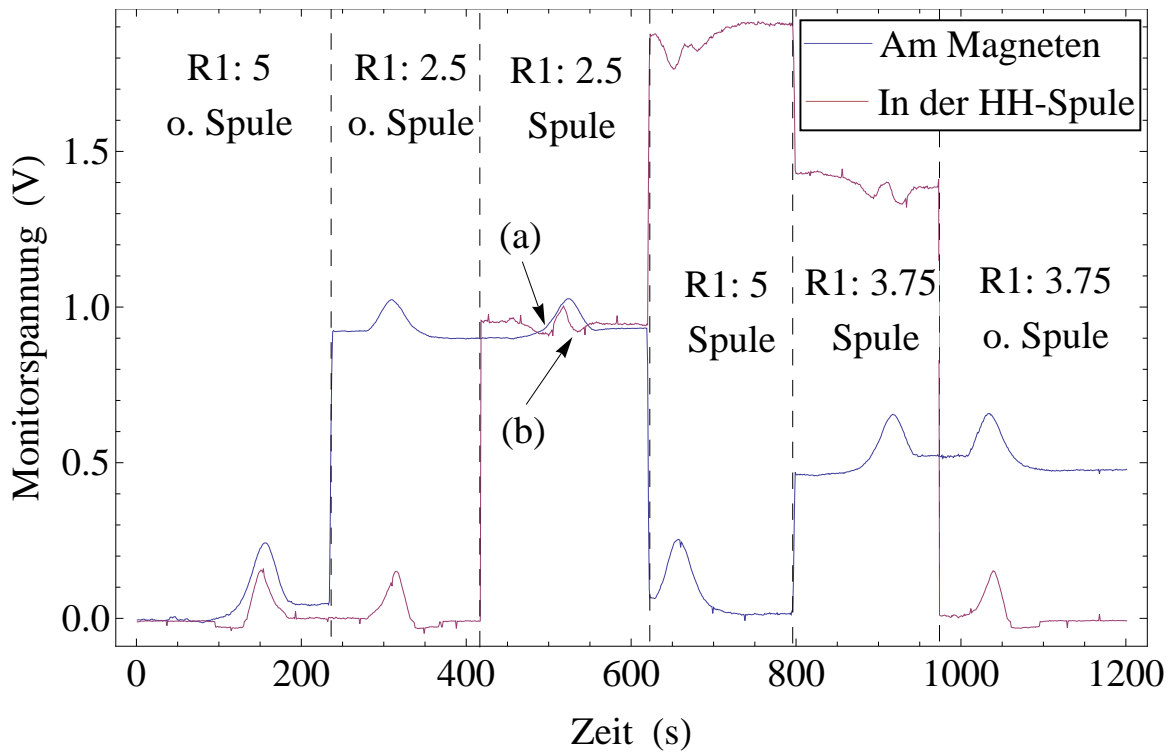 Am Magneten
In der HH-Spule
R1: 5
o. Spule
R1: 2.5
o. Spule
R1: 2.5
Spule
R1: 5
Spule
R1: 3.75
Spule
R1: 3.75
o. Spule
(a)
(b)
Monitorspannung (V)
1.5
1.0
0.5
0.0
0
200
400
600
800
1000
1200
Zeit (s)